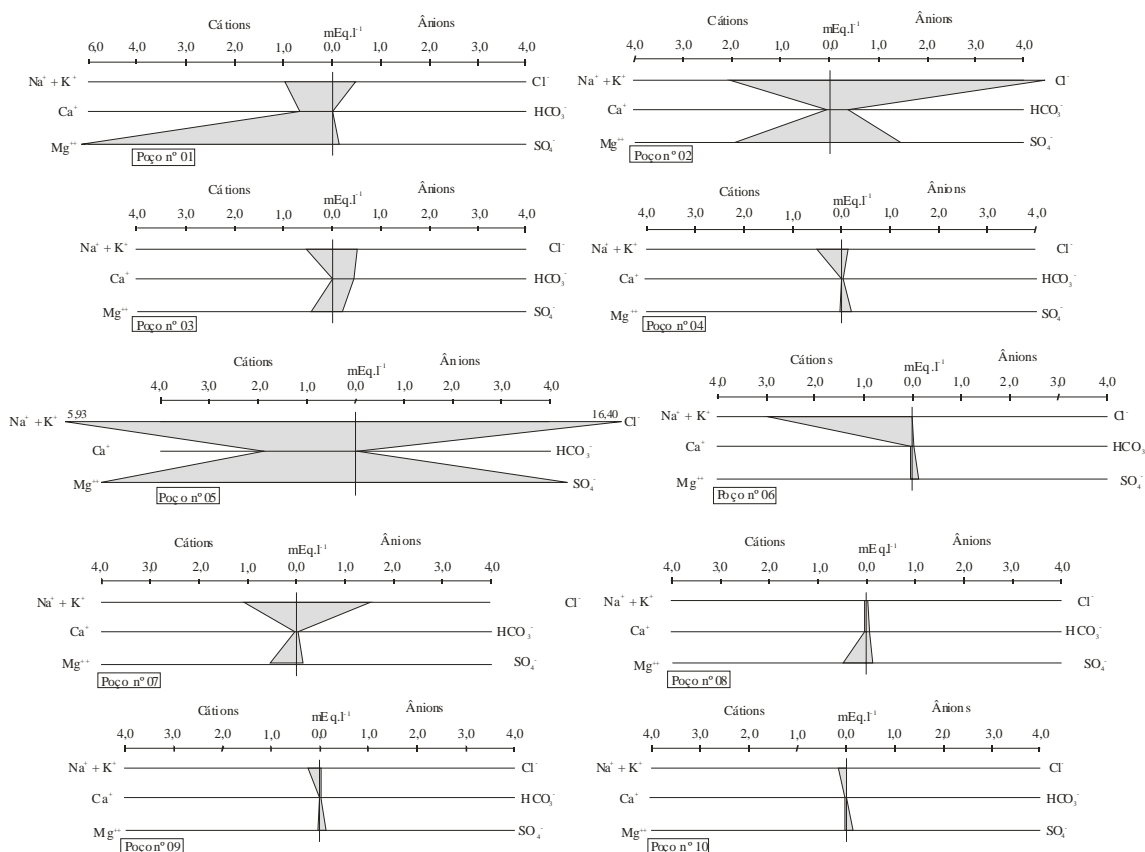 Cátions mEq.l⁻¹ Ânions
6,0 4,0 3,0 2,0 1,0 0,0 1,0 2,0 3,0 4,0
Na⁺ + K⁺ Cl⁻
Ca⁺ HCO₃⁻
Mg⁺⁺ SO₄⁻
Poço nº 01
Cátions mEq.l⁻¹ Ânions
4,0 3,0 2,0 1,0 0,0 1,0 2,0 3,0 4,0
Na⁺ + K⁺ Cl⁻
Ca⁺ HCO₃⁻
Mg⁺⁺ SO₄⁻
Poço nº 02
Cátions mEq.l⁻¹ Ânions
4,0 3,0 2,0 1,0 0,0 1,0 2,0 3,0 4,0
Na⁺ + K⁺ Cl⁻
Ca⁺ HCO₃⁻
Mg⁺⁺ SO₄⁻
Poço nº 03
Cátions mEq.l⁻¹ Ânions
4,0 3,0 2,0 1,0 0,0 1,0 2,0 3,0 4,0
Na⁺ + K⁺ Cl⁻
Ca⁺ HCO₃⁻
Mg⁺⁺ SO₄⁻
Poço nº 04
Cátions mEq.l⁻¹ Ânions
4,0 3,0 2,0 1,0 0,0 1,0 2,0 3,0 4,0
Na⁺ + K⁺ 5,93 16,40 Cl⁻
Ca⁺ HCO₃⁻
Mg⁺⁺ SO₄⁻
Poço nº 05
Cátions mEq.l⁻¹ Ânions
4,0 3,0 2,0 1,0 0,0 1,0 2,0 3,0 4,0
Na⁺ + K⁺ Cl⁻
Ca⁺ HCO₃⁻
Mg⁺⁺ SO₄⁻
Poço nº 06
Cátions mEq.l⁻¹ Ânions
4,0 3,0 2,0 1,0 0,0 1,0 2,0 3,0 4,0
Na⁺ + K⁺ Cl⁻
Ca⁺ HCO₃⁻
Mg⁺⁺ SO₄⁻
Poço nº 07
Cátions mEq.l⁻¹ Ânions
4,0 3,0 2,0 1,0 0,0 1,0 2,0 3,0 4,0
Na⁺ + K⁺ Cl⁻
Ca⁺ HCO₃⁻
Mg⁺⁺ SO₄⁻
Poço nº 08
Cátions mEq.l⁻¹ Ânions
4,0 3,0 2,0 1,0 0,0 1,0 2,0 3,0 4,0
Na⁺ + K⁺ Cl⁻
Ca⁺ HCO₃⁻
Mg⁺⁺ SO₄⁻
Poço nº 09
Cátions mEq.l⁻¹ Ânions
4,0 3,0 2,0 1,0 0,0 1,0 2,0 3,0 4,0
Na⁺ + K⁺ Cl⁻
Ca⁺ HCO₃⁻
Mg⁺⁺ SO₄⁻
Poço nº 10